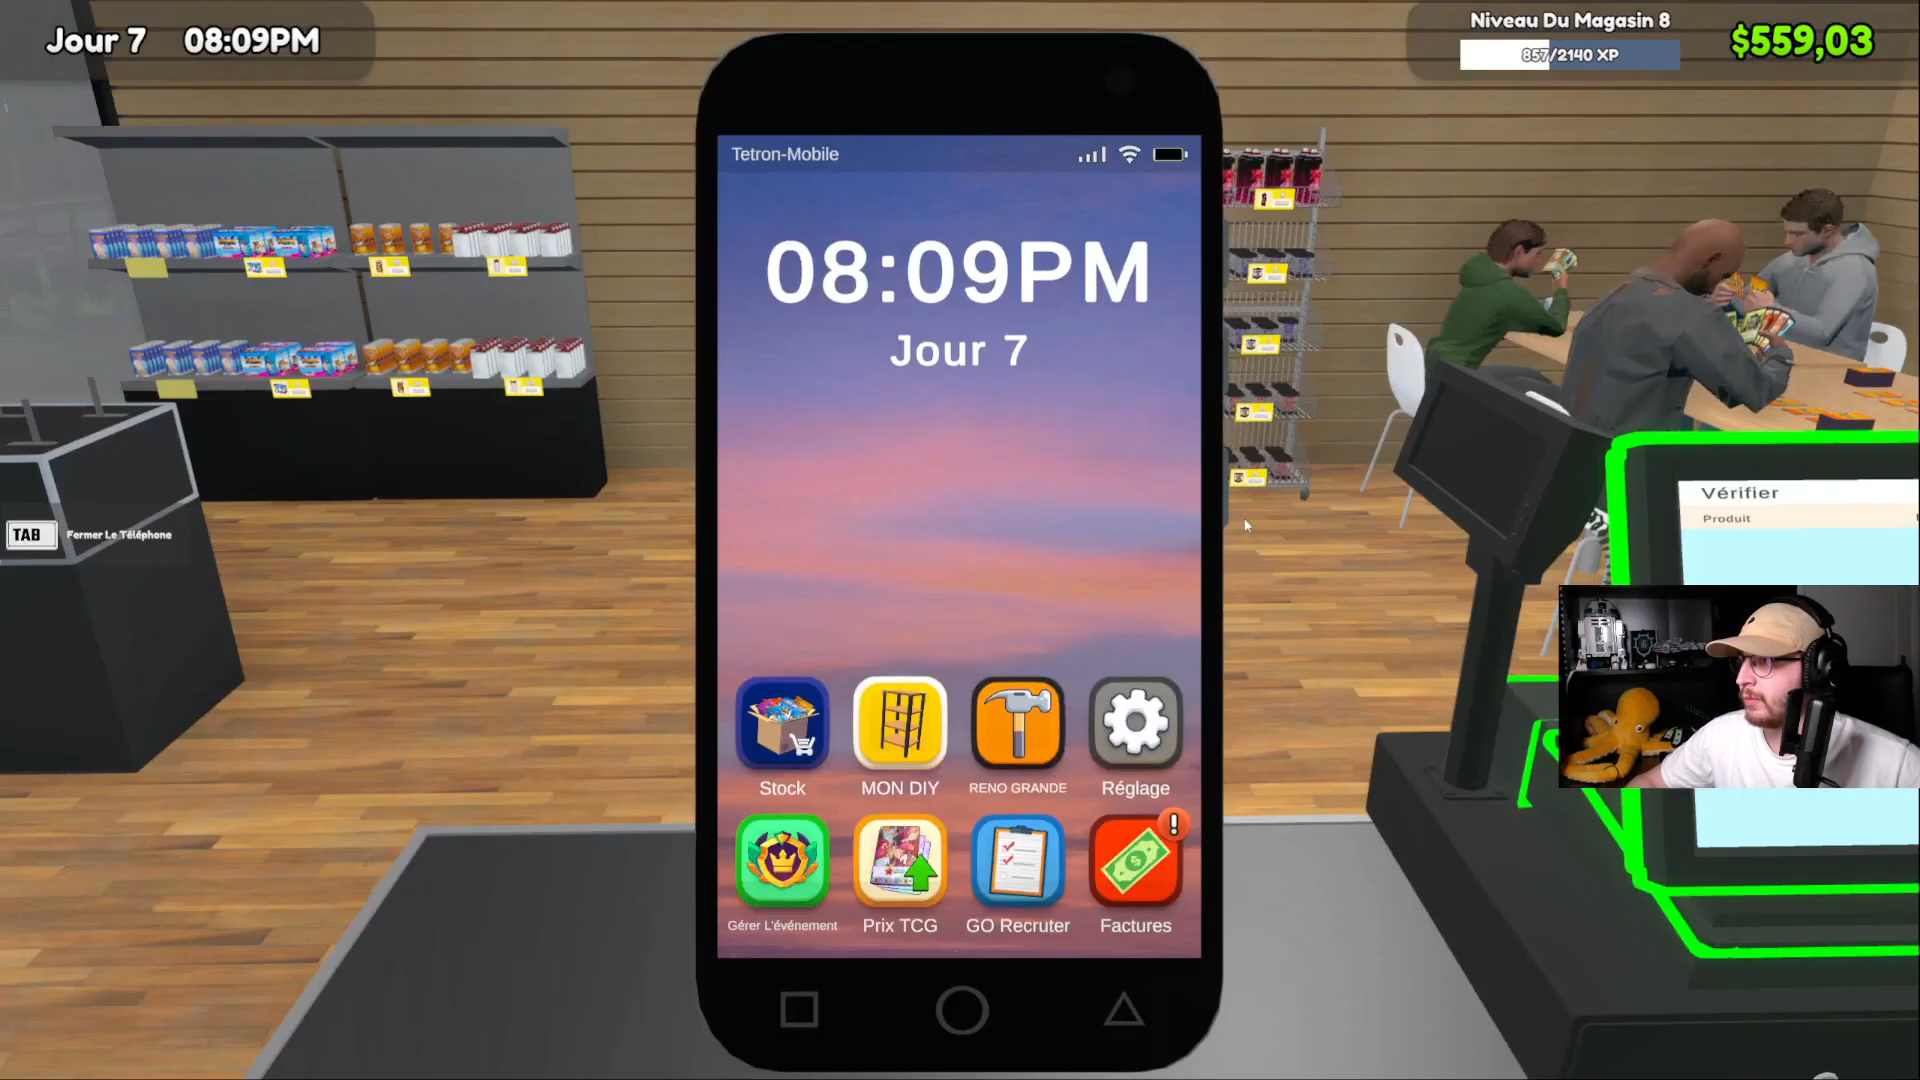 Jour 7 08:09PM
Niveau Du Magasin 8
857/2140 XP
$559,03
Tetron-Mobile
08:09PM
Jour 7
TAB Fermer Le Téléphone
Vérifier
Produit
Stock MON DIY RENO GRANDE Réglage
!
Gérer L'événement Prix TCG GO Recruter Factures